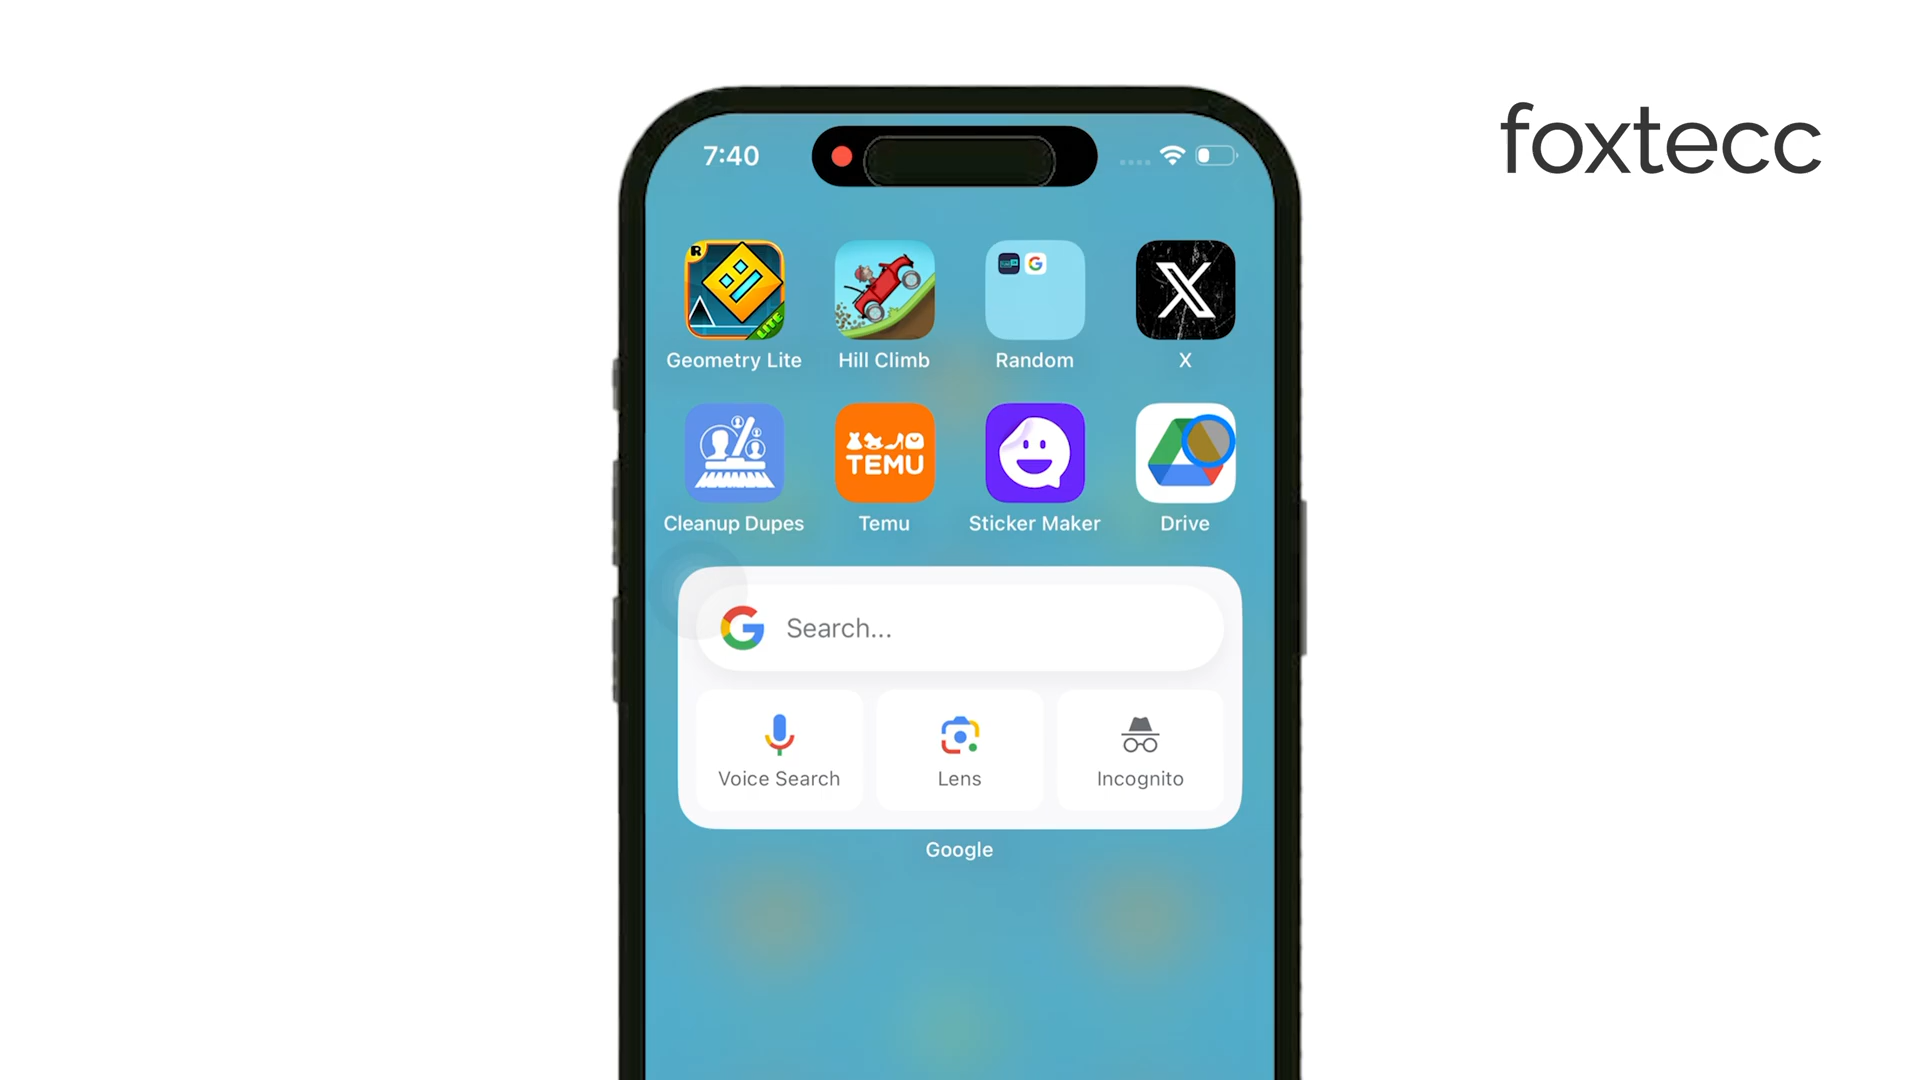 foxtecc
7:40
R
LITE
G
X
Geometry Lite
Hill Climb
Random
X
TEMU
Cleanup Dupes
Temu
Sticker Maker
Drive
G
Search...
Voice Search
Lens
Incognito
Google